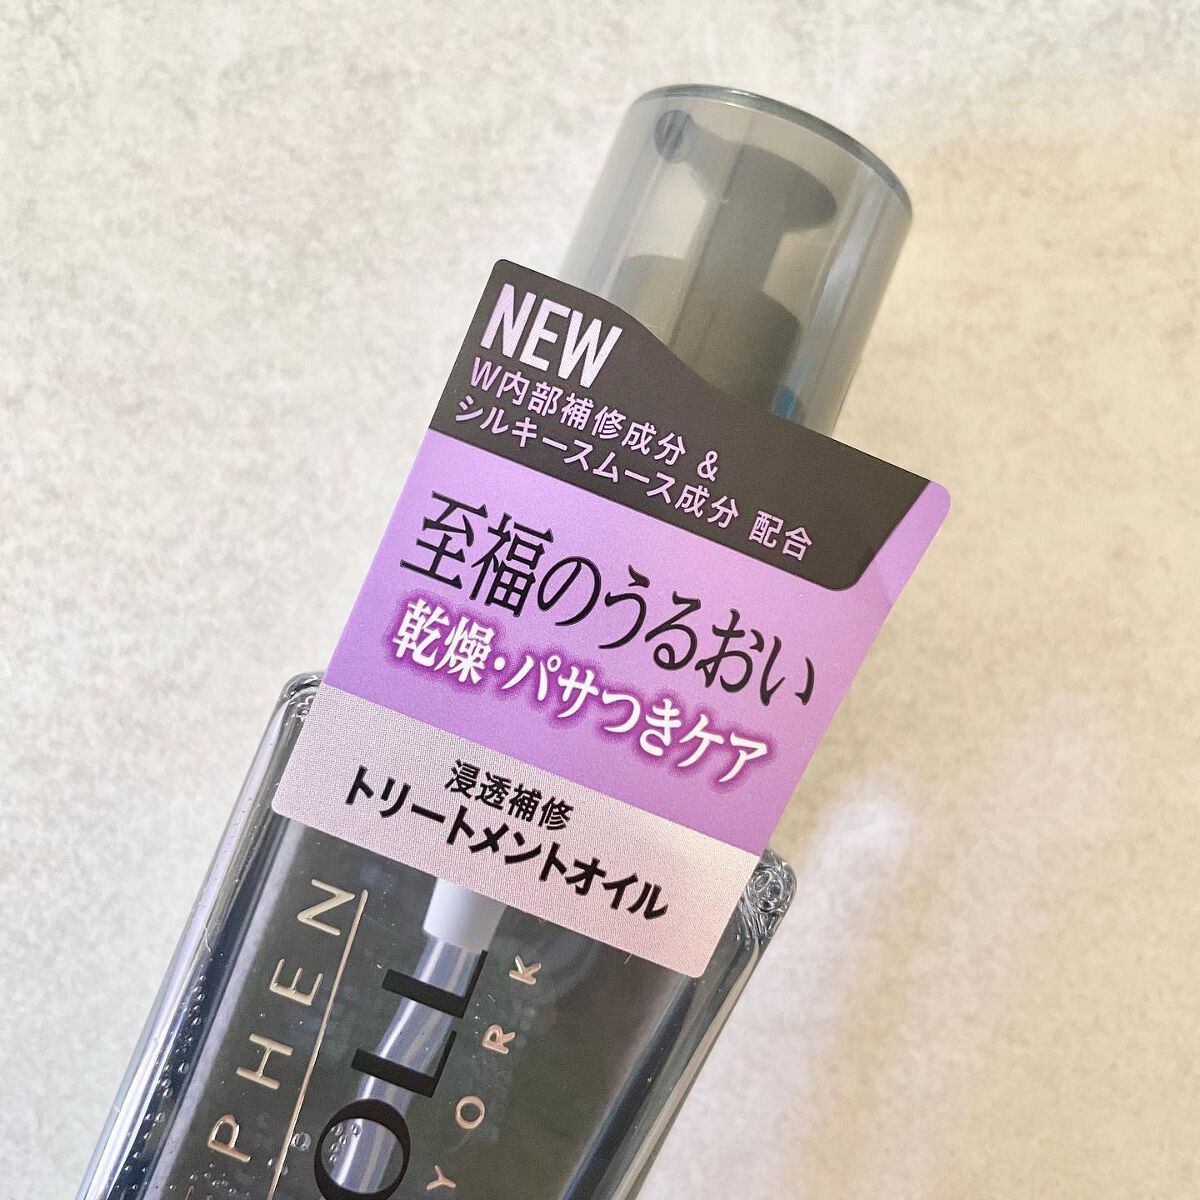 NEW
W内部補修成分 &
シルキースムース成分 配合
至福のうるおい
乾燥・パサつきケア
浸透補修
トリートメントオイル
EPHEN
OLL
YORK